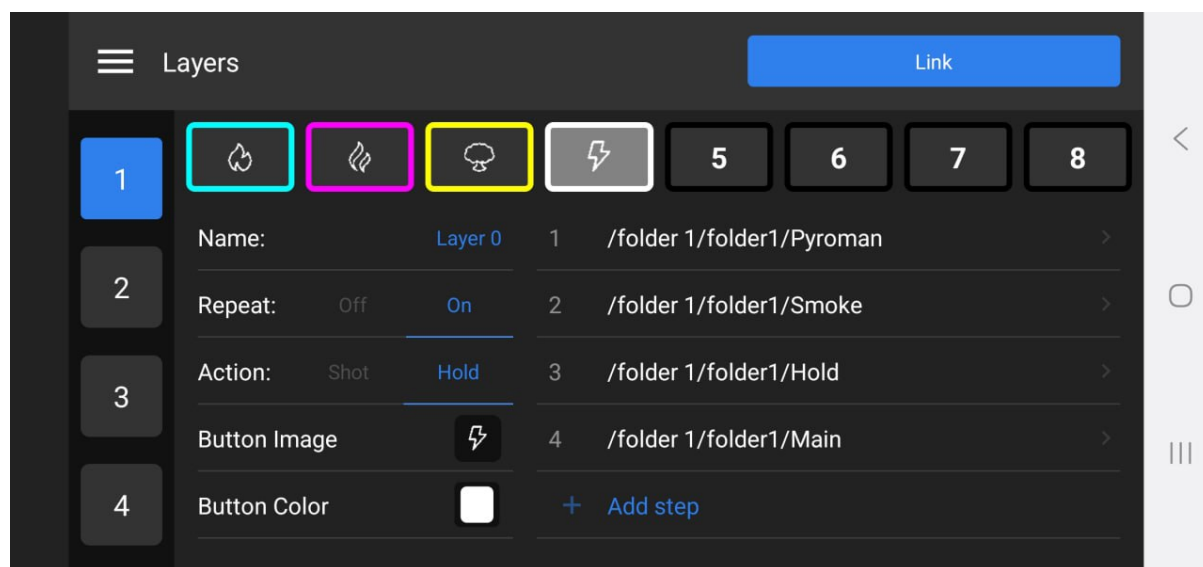 Layers Link
1 5 6 7 8
Name: Layer 0 1 /folder 1/folder1/Pyroman
2 Repeat: Off On 2 /folder 1/folder1/Smoke
Action: Shot Hold 3 /folder 1/folder1/Hold
3
Button Image 4 /folder 1/folder1/Main
4 Button Color + Add step